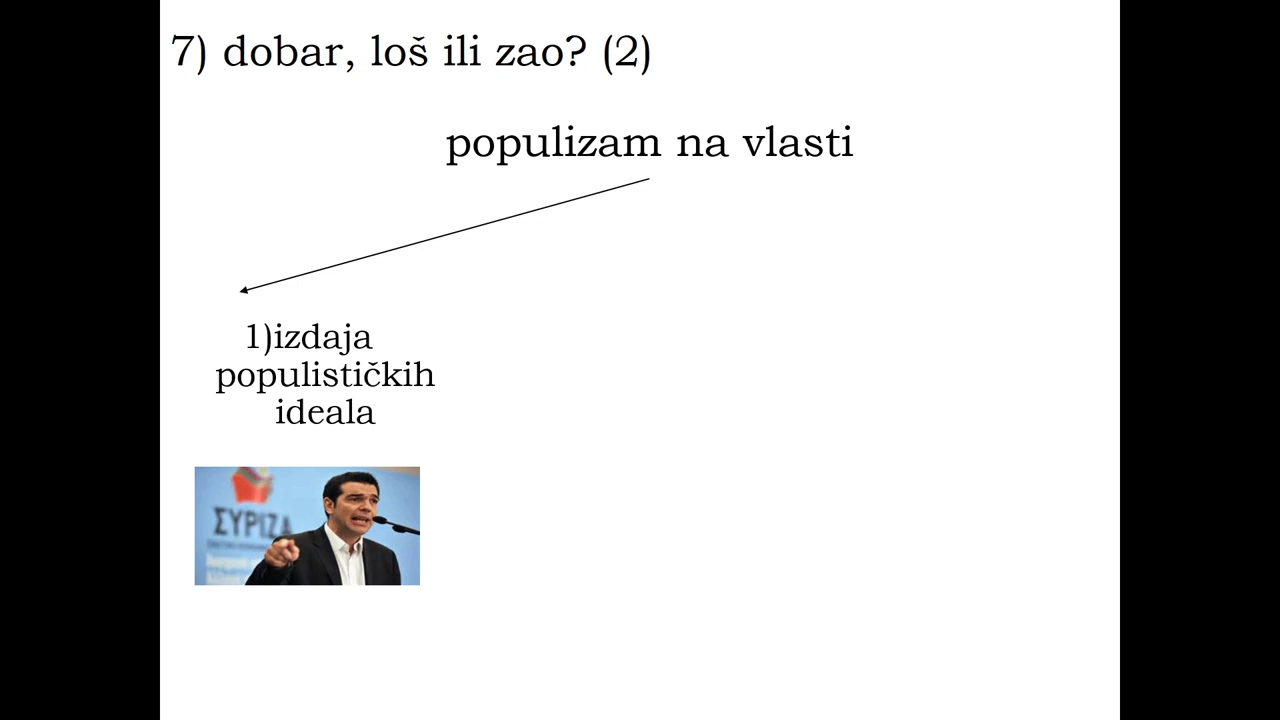 7) dobar, loš ili zao? (2)
populizam na vlasti
1)izdaja
populističkih
ideala
ΣΥΡΙΖΑ